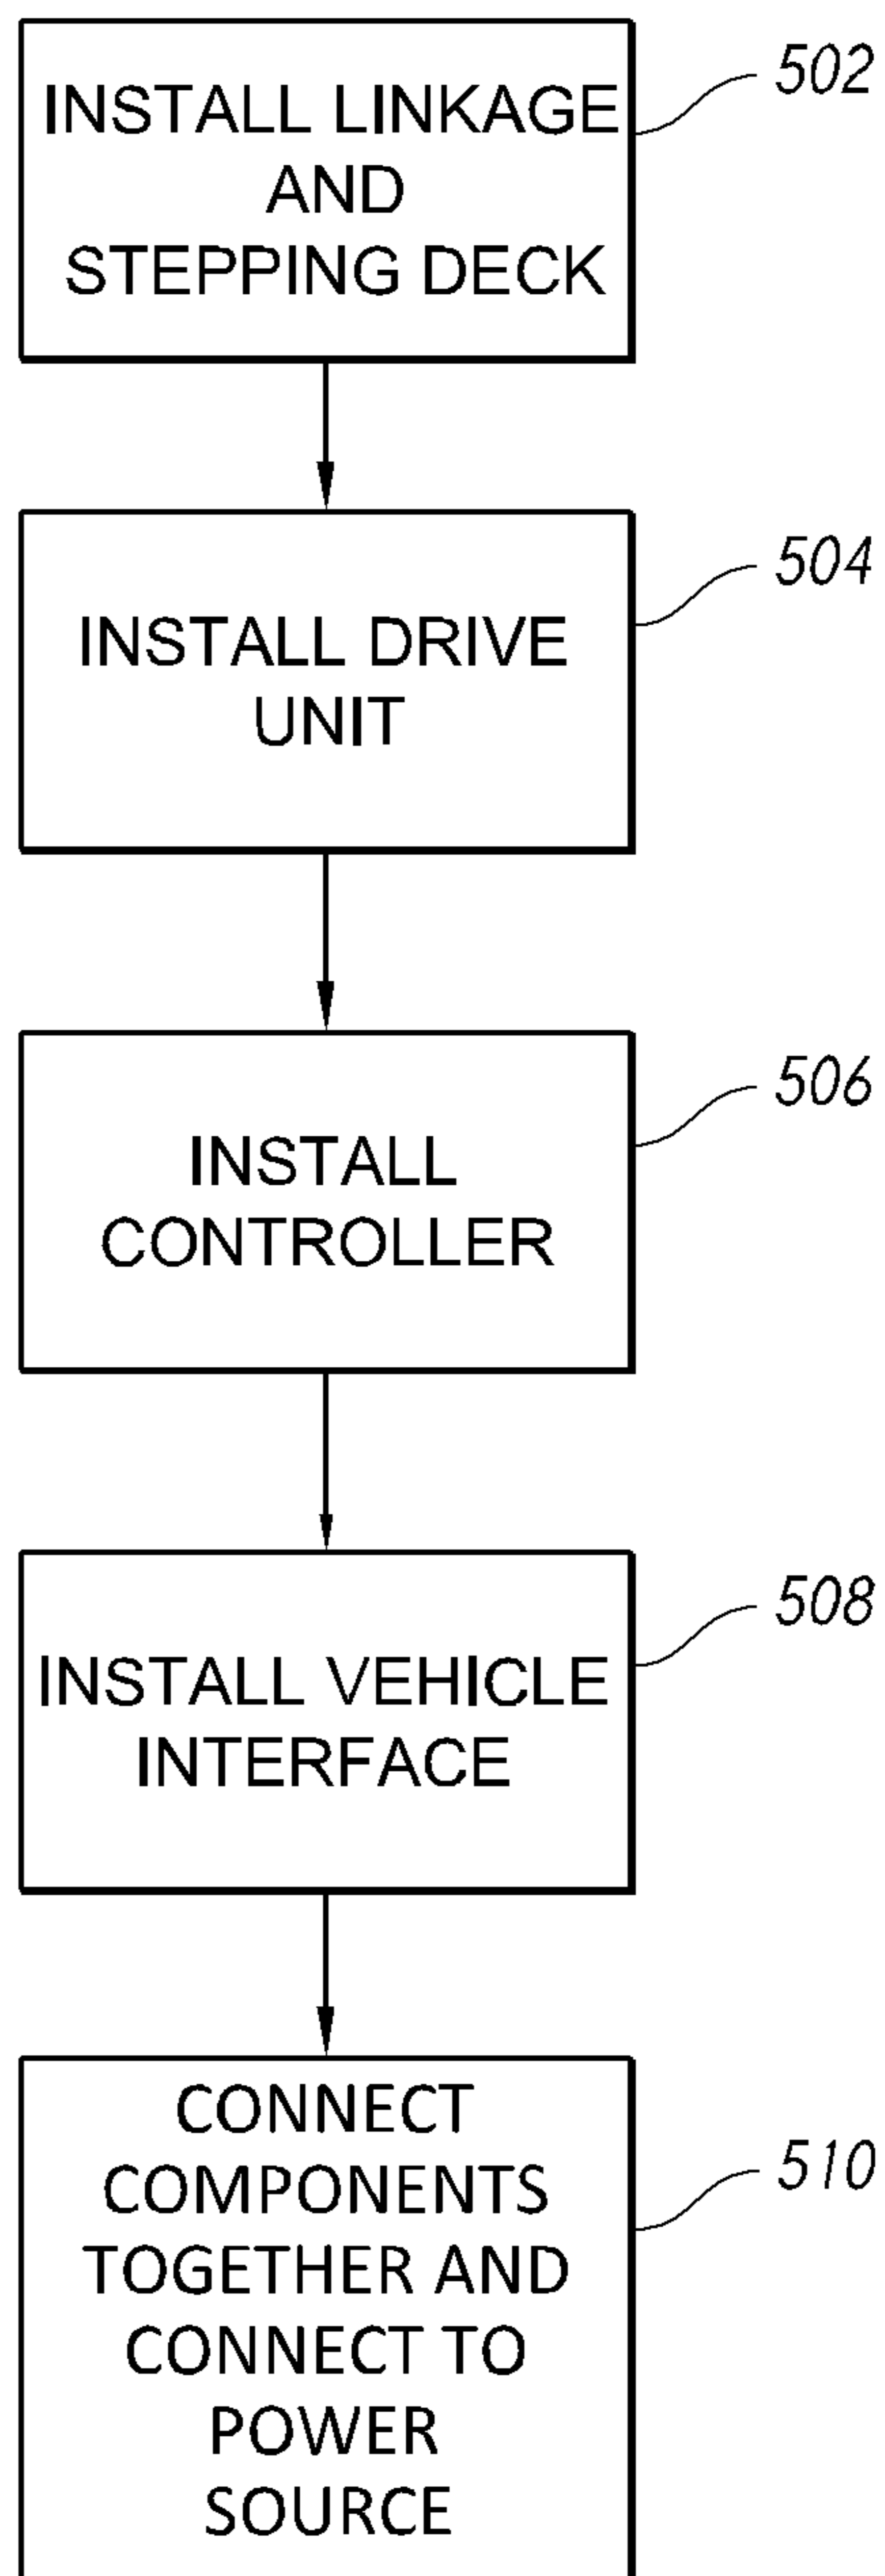 INSTALL LINKAGE
AND
STEPPING DECK
502
INSTALL DRIVE
UNIT
504
INSTALL
CONTROLLER
506
INSTALL VEHICLE
INTERFACE
508
CONNECT
COMPONENTS
TOGETHER AND
CONNECT TO
POWER
SOURCE
510